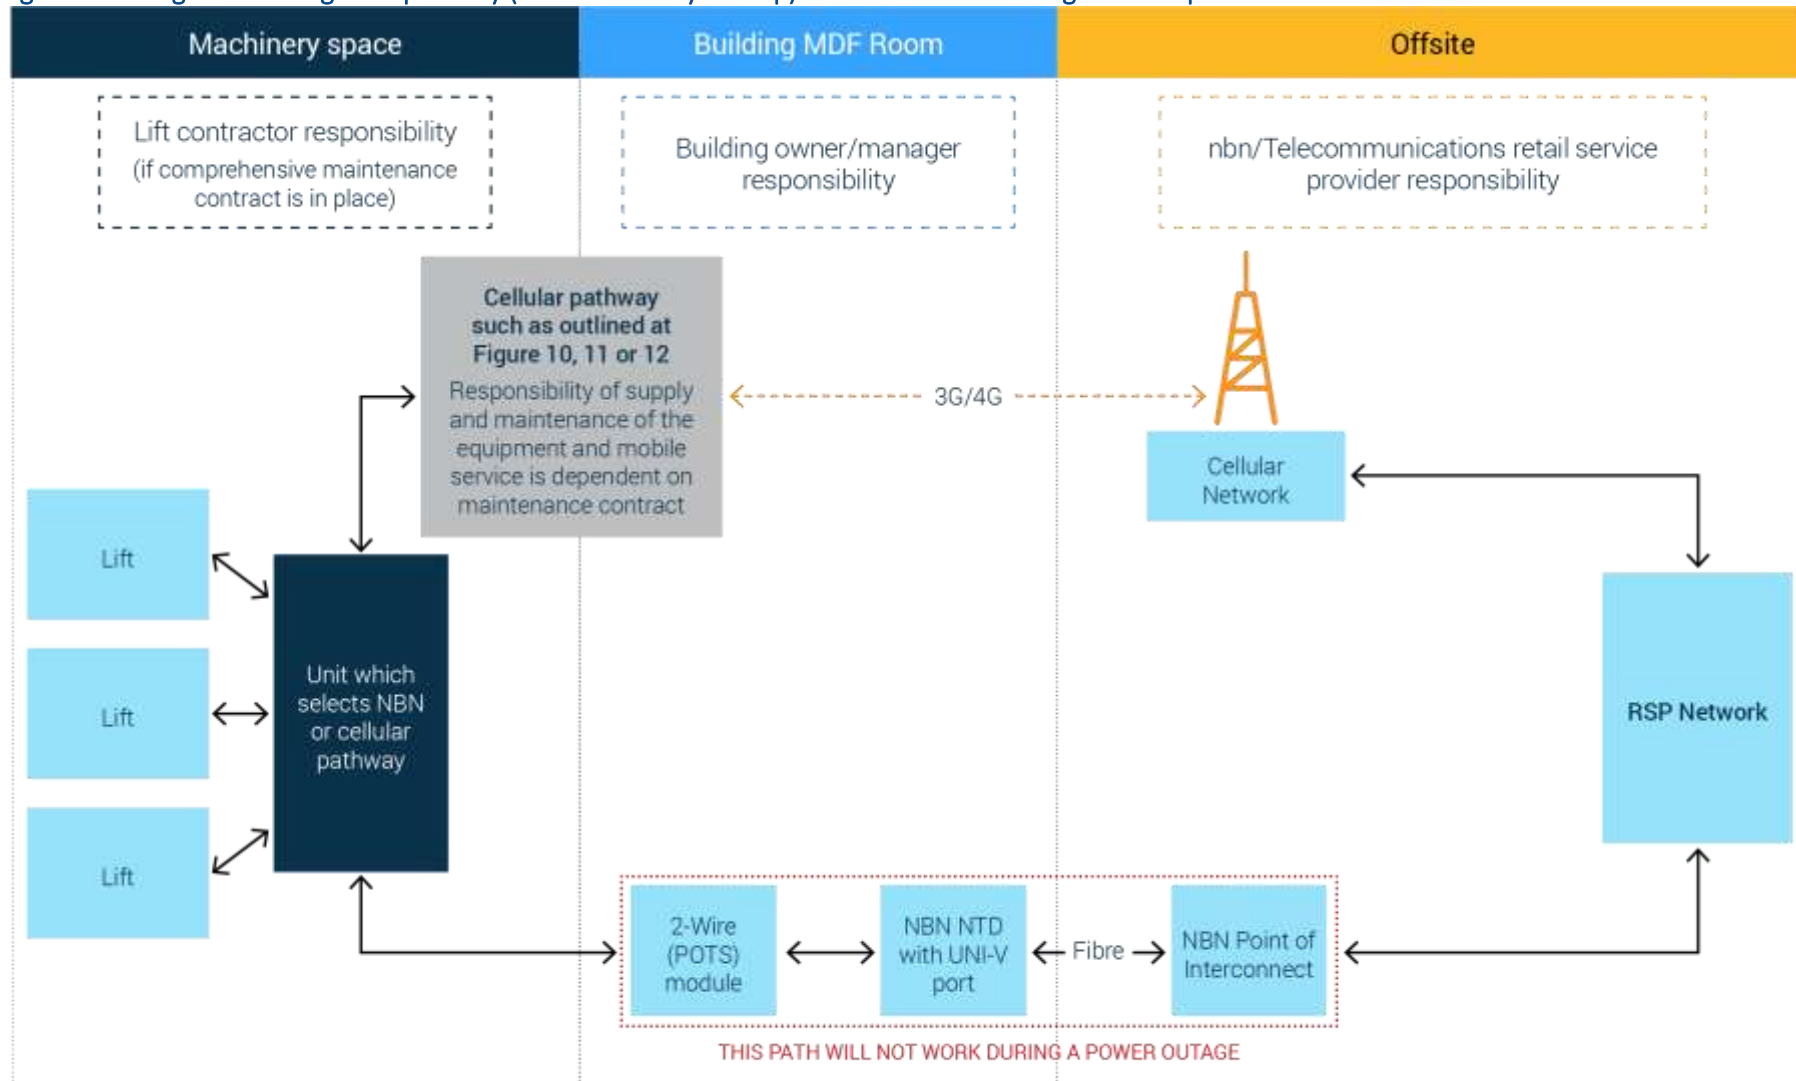 Machinery space
Building MDF Room
Offsite
Lift contractor responsibility
(if comprehensive maintenance
contract is in place)
Building owner/manager
responsibility
nbn/Telecommunications retail service
provider responsibility
Cellular pathway
such as outlined at
Figure 10, 11 or 12
Responsibility of supply
and maintenance of the
equipment and mobile
service is dependent on
maintenance contract
3G/4G
Cellular
Network
Lift
Lift
Lift
Unit which
selects NBN
or cellular
pathway
RSP Network
2-Wire
(POTS)
module
NBN NTD
with UNI-V
port
Fibre
NBN Point of
Interconnect
THIS PATH WILL NOT WORK DURING A POWER OUTAGE